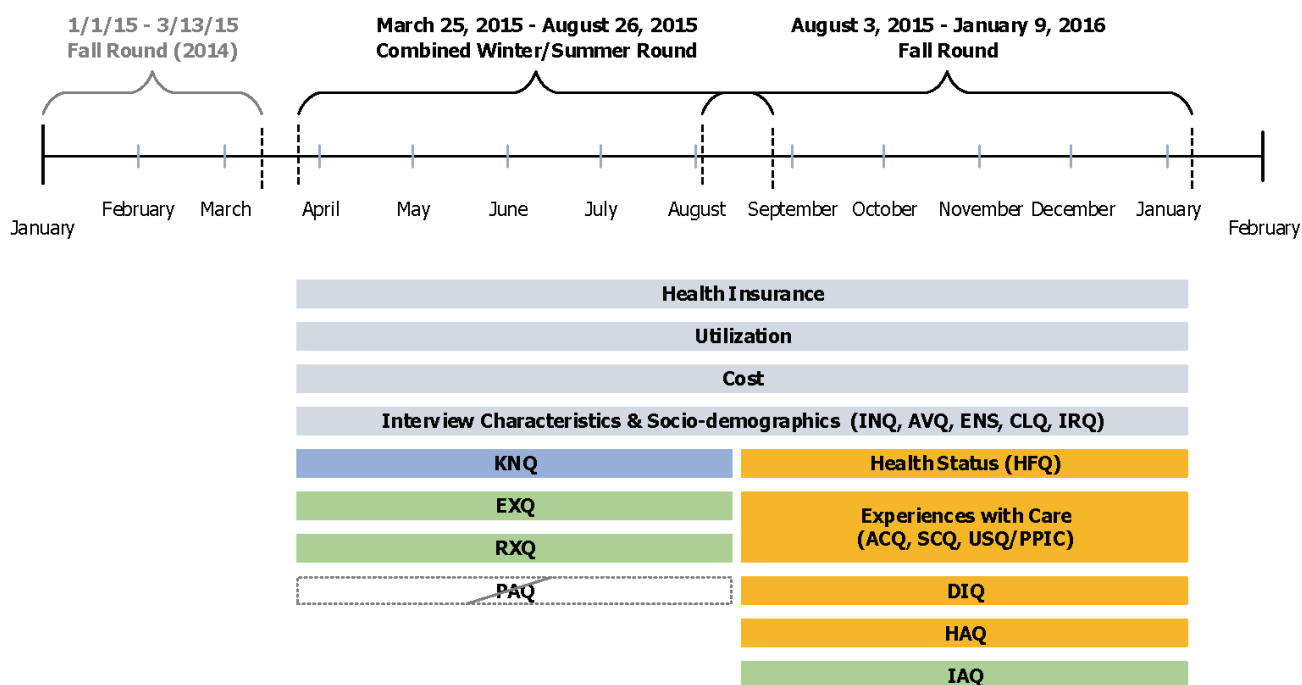 1/1/15 - 3/13/15
Fall Round (2014)
March 25, 2015 - August 26, 2015
Combined Winter/Summer Round
August 3, 2015 - January 9, 2016
Fall Round
January
February
March
April
May
June
July
August
September
October
November
December
January
February
Health Insurance
Utilization
Cost
Interview Characteristics & Socio-demographics (INQ, AVQ, ENS, CLQ, IRQ)
KNQ
Health Status (HFQ)
EXQ
Experiences with Care
(ACQ, SCQ, USQ/PPIC)
RXQ
PAQ
DIQ
HAQ
IAQ